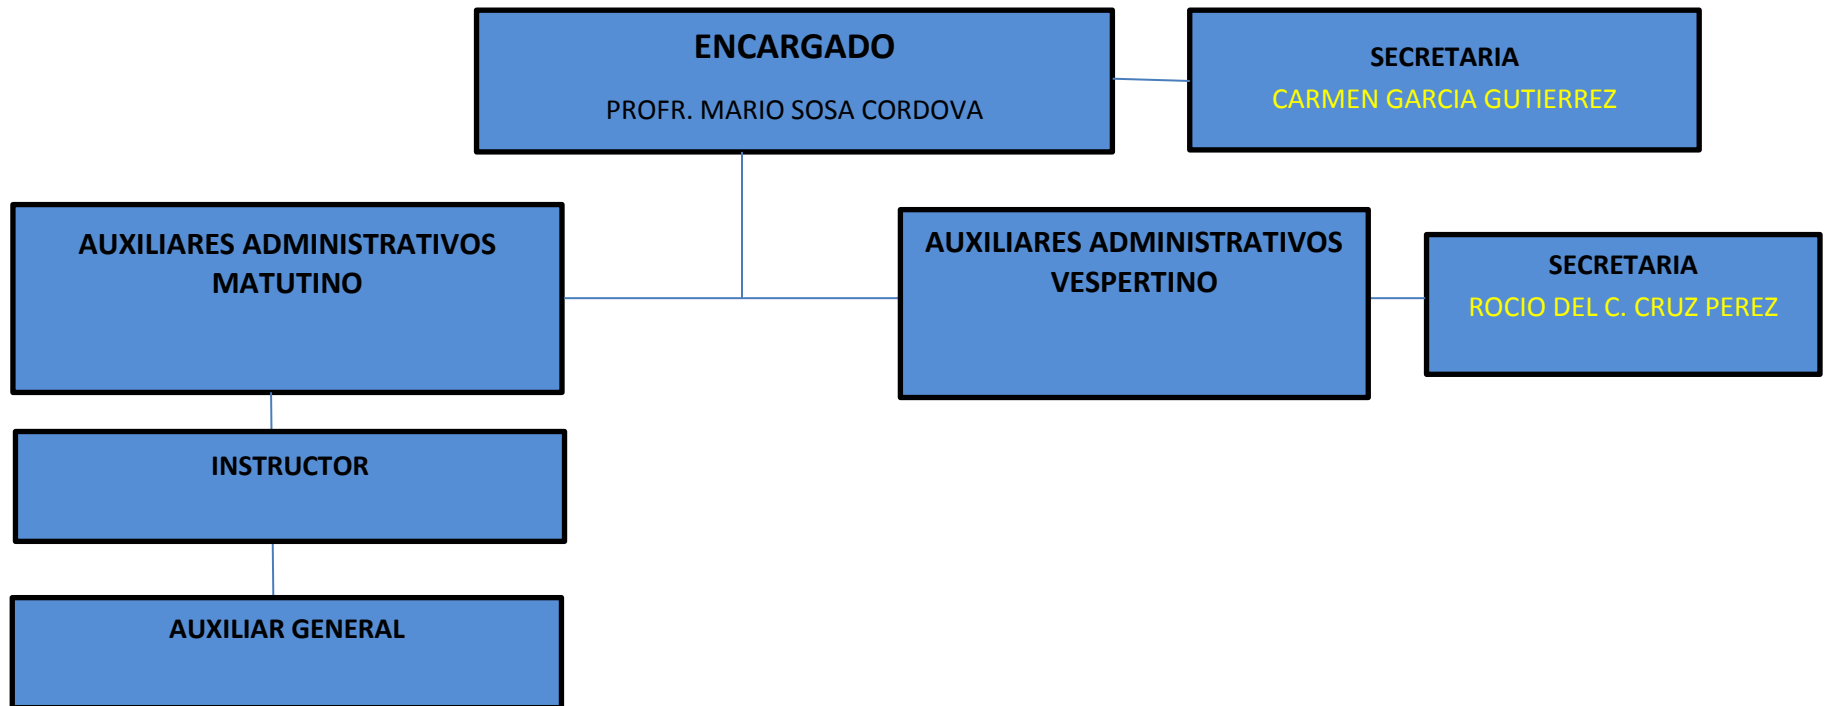 ENCARGADO
PROFR. MARIO SOSA CORDOVA
SECRETARIA
CARMEN GARCIA GUTIERREZ
AUXILIARES ADMINISTRATIVOS
MATUTINO
AUXILIARES ADMINISTRATIVOS
VESPERTINO
SECRETARIA
ROCIO DEL C. CRUZ PEREZ
INSTRUCTOR
AUXILIAR GENERAL